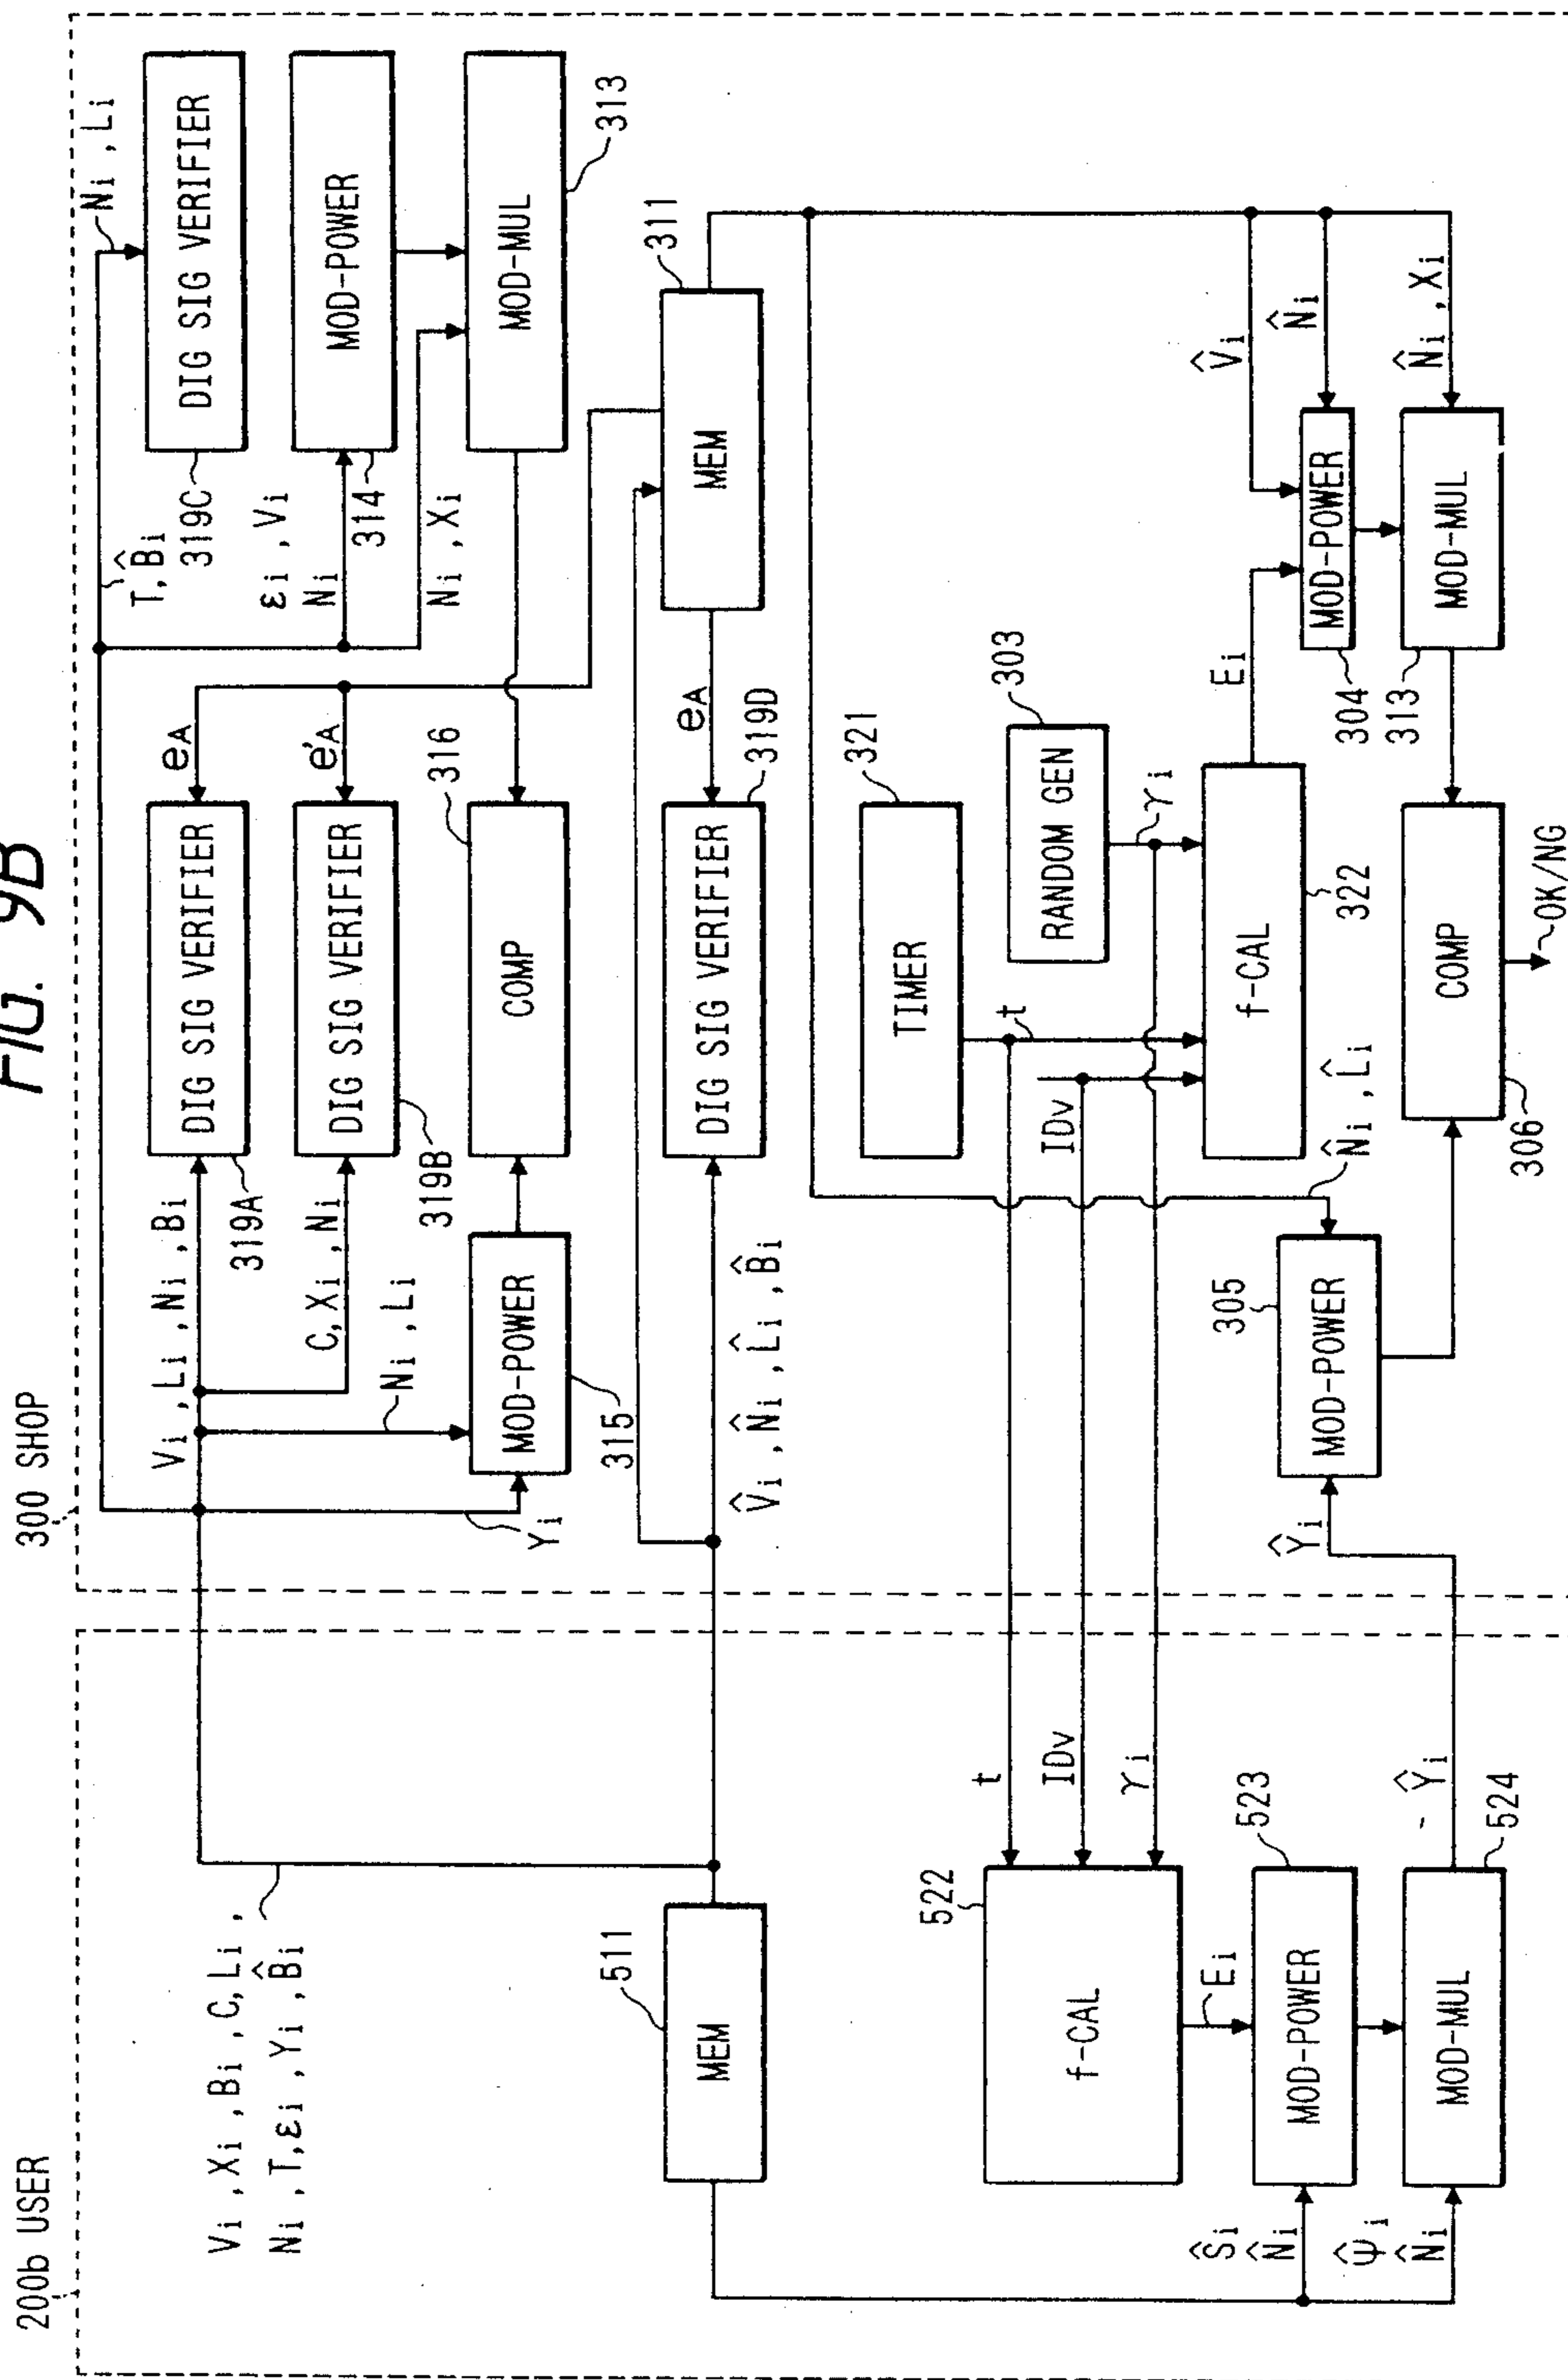 FIG. 9B
200b USER
300 SHOP
Vi , Xi , Bi , C, Li ,
Ni , T, εi , Yi , B̂i
511
MEM
522
f-CAL
t
IDv
γi
Ei
523
MOD-POWER
Ŝi
N̂i
524
MOD-MUL
Ψ̂i
N̂i
Ŷi
Vi , Li , Ni , Bi
319A
DIG SIG VERIFIER
eA
C, Xi , Ni
319B
DIG SIG VERIFIER
e'A
Ni , Li
Yi
MOD-POWER
315
COMP
316
T, B̂i
Ni , Li
DIG SIG VERIFIER
319C
εi , Vi
Ni
MOD-POWER
314
Ni , Xi
MOD-MUL
313
V̂i , N̂i , L̂i , B̂i
DIG SIG VERIFIER
319D
eA
MEM
311
TIMER
321
RANDOM GEN
303
t
IDv
γi
f-CAL
322
Ei
V̂i
N̂i
MOD-POWER
304
N̂i , Xi
MOD-MUL
313
N̂i , L̂i
305
MOD-POWER
Ŷi
COMP
306
OK/NG